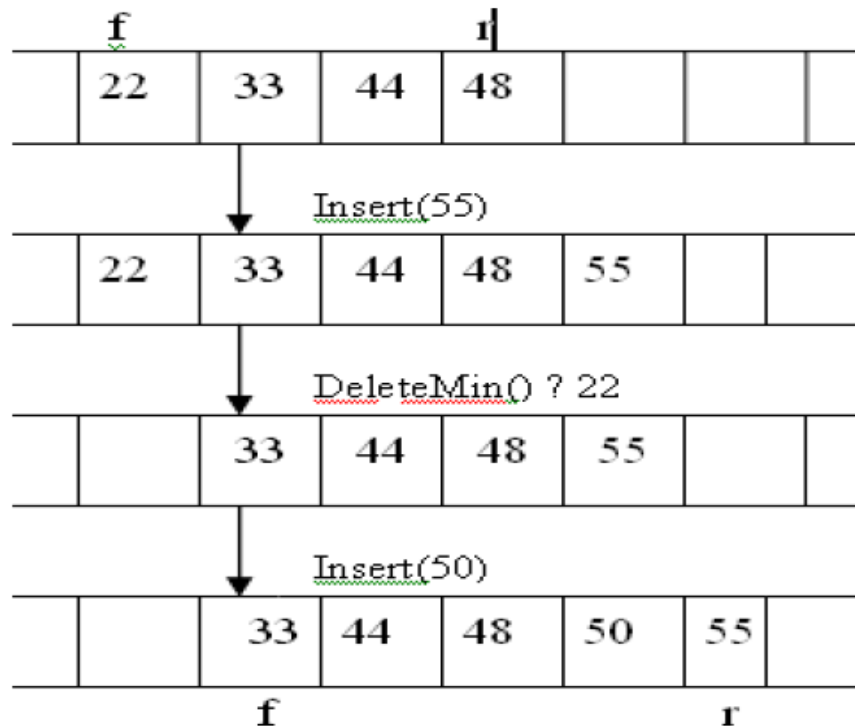 f r
22 33 44 48
Insert(55)
22 33 44 48 55
DeleteMin() ? 22
33 44 48 55
Insert(50)
33 44 48 50 55
f r